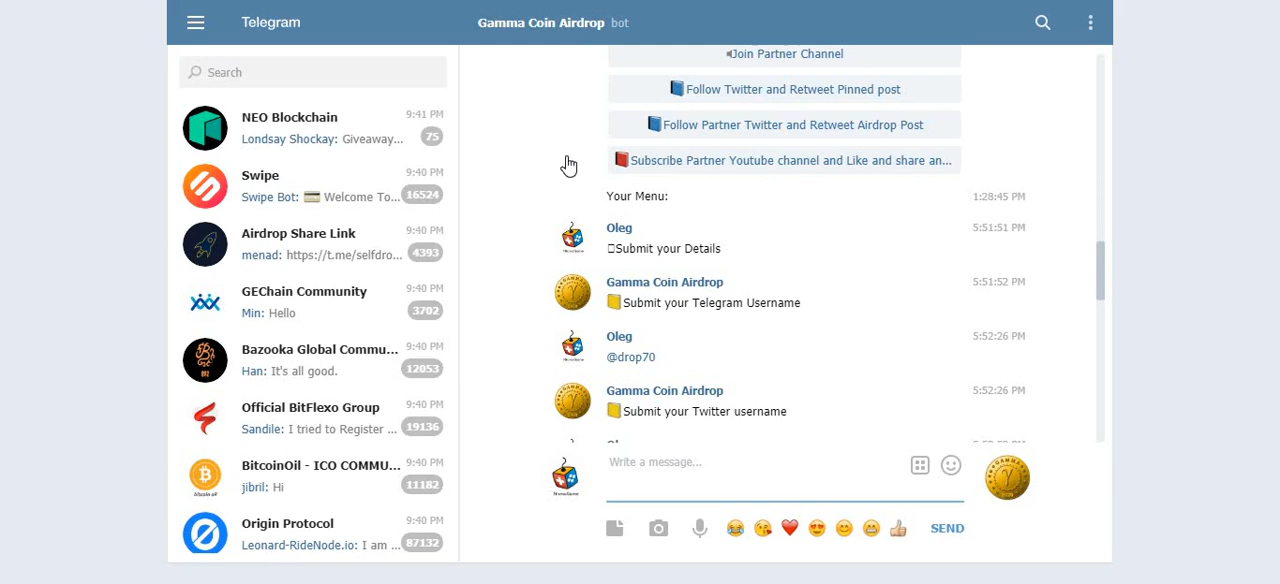 Telegram
Gamma Coin Airdrop bot
Search
NEO Blockchain 9:41 PM
Londsay Shockay: Giveaway... 75
Swipe 9:40 PM
Swipe Bot: 💳 Welcome To... 16524
Airdrop Share Link 9:40 PM
menad: https://t.me/selfdro... 4393
GEChain Community 9:40 PM
Min: Hello 3702
Bazooka Global Commu... 9:40 PM
Han: It's all good. 12053
Official BitFlexo Group 9:40 PM
Sandile: I tried to Register ... 19136
BitcoinOil - ICO COMMU... 9:40 PM
jibril: Hi 11182
Origin Protocol 9:40 PM
Leonard-RideNode.io: I am ... 87132
Join Partner Channel
Follow Twitter and Retweet Pinned post
Follow Partner Twitter and Retweet Airdrop Post
Subscribe Partner Youtube channel and Like and share an...
Your Menu: 1:28:45 PM
Oleg 5:51:51 PM
Submit your Details
Gamma Coin Airdrop 5:51:52 PM
Submit your Telegram Username
Oleg 5:52:26 PM
@drop70
Gamma Coin Airdrop 5:52:26 PM
Submit your Twitter username
Write a message...
SEND